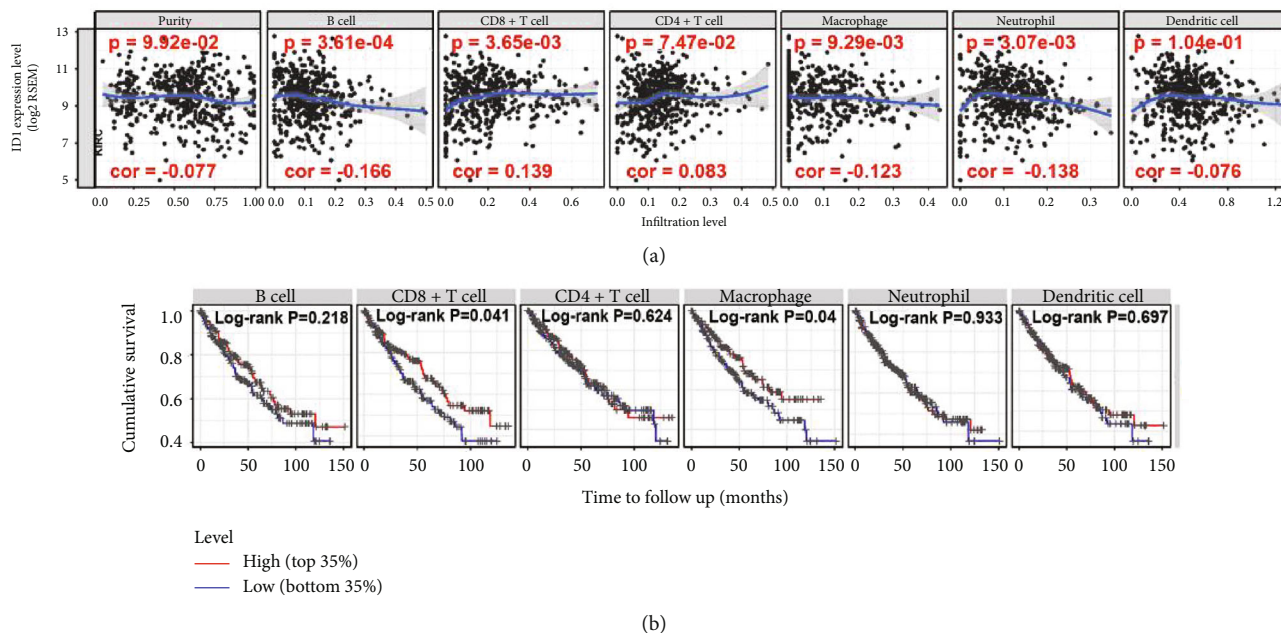 Purity B cell CD8 + T cell CD4 + T cell Macrophage Neutrophil Dendritic cell
p = 9.92e-02 p = 3.61e-04 p = 3.65e-03 p = 7.47e-02 p = 9.29e-03 p = 3.07e-03 p = 1.04e-01
13
11
9
7
5
ID1 expression level
(log2 RSEM)
KIRC
cor = -0.077 cor = -0.166 cor = 0.139 cor = 0.083 cor = -0.123 cor = -0.138 cor = -0.076
0.0 0.25 0.50 0.75 1.00 0.0 0.1 0.2 0.3 0.4 0.5 0.0 0.2 0.4 0.6 0.0 0.1 0.2 0.3 0.4 0.5 0.0 0.1 0.2 0.3 0.4 0.0 0.1 0.2 0.3 0.0 0.4 0.8 1.2
Infiltration level
(a)
B cell CD8 + T cell CD4 + T cell Macrophage Neutrophil Dendritic cell
Log-rank P=0.218 Log-rank P=0.041 Log-rank P=0.624 Log-rank P=0.04 Log-rank P=0.933 Log-rank P=0.697
1.0
0.8
0.6
0.4
Cumulative survival
0 50 100 150 0 50 100 0 50 100 0 50 100 150 0 50 100 150 0 50 100 150
Time to follow up (months)
Level
High (top 35%)
Low (bottom 35%)
(b)